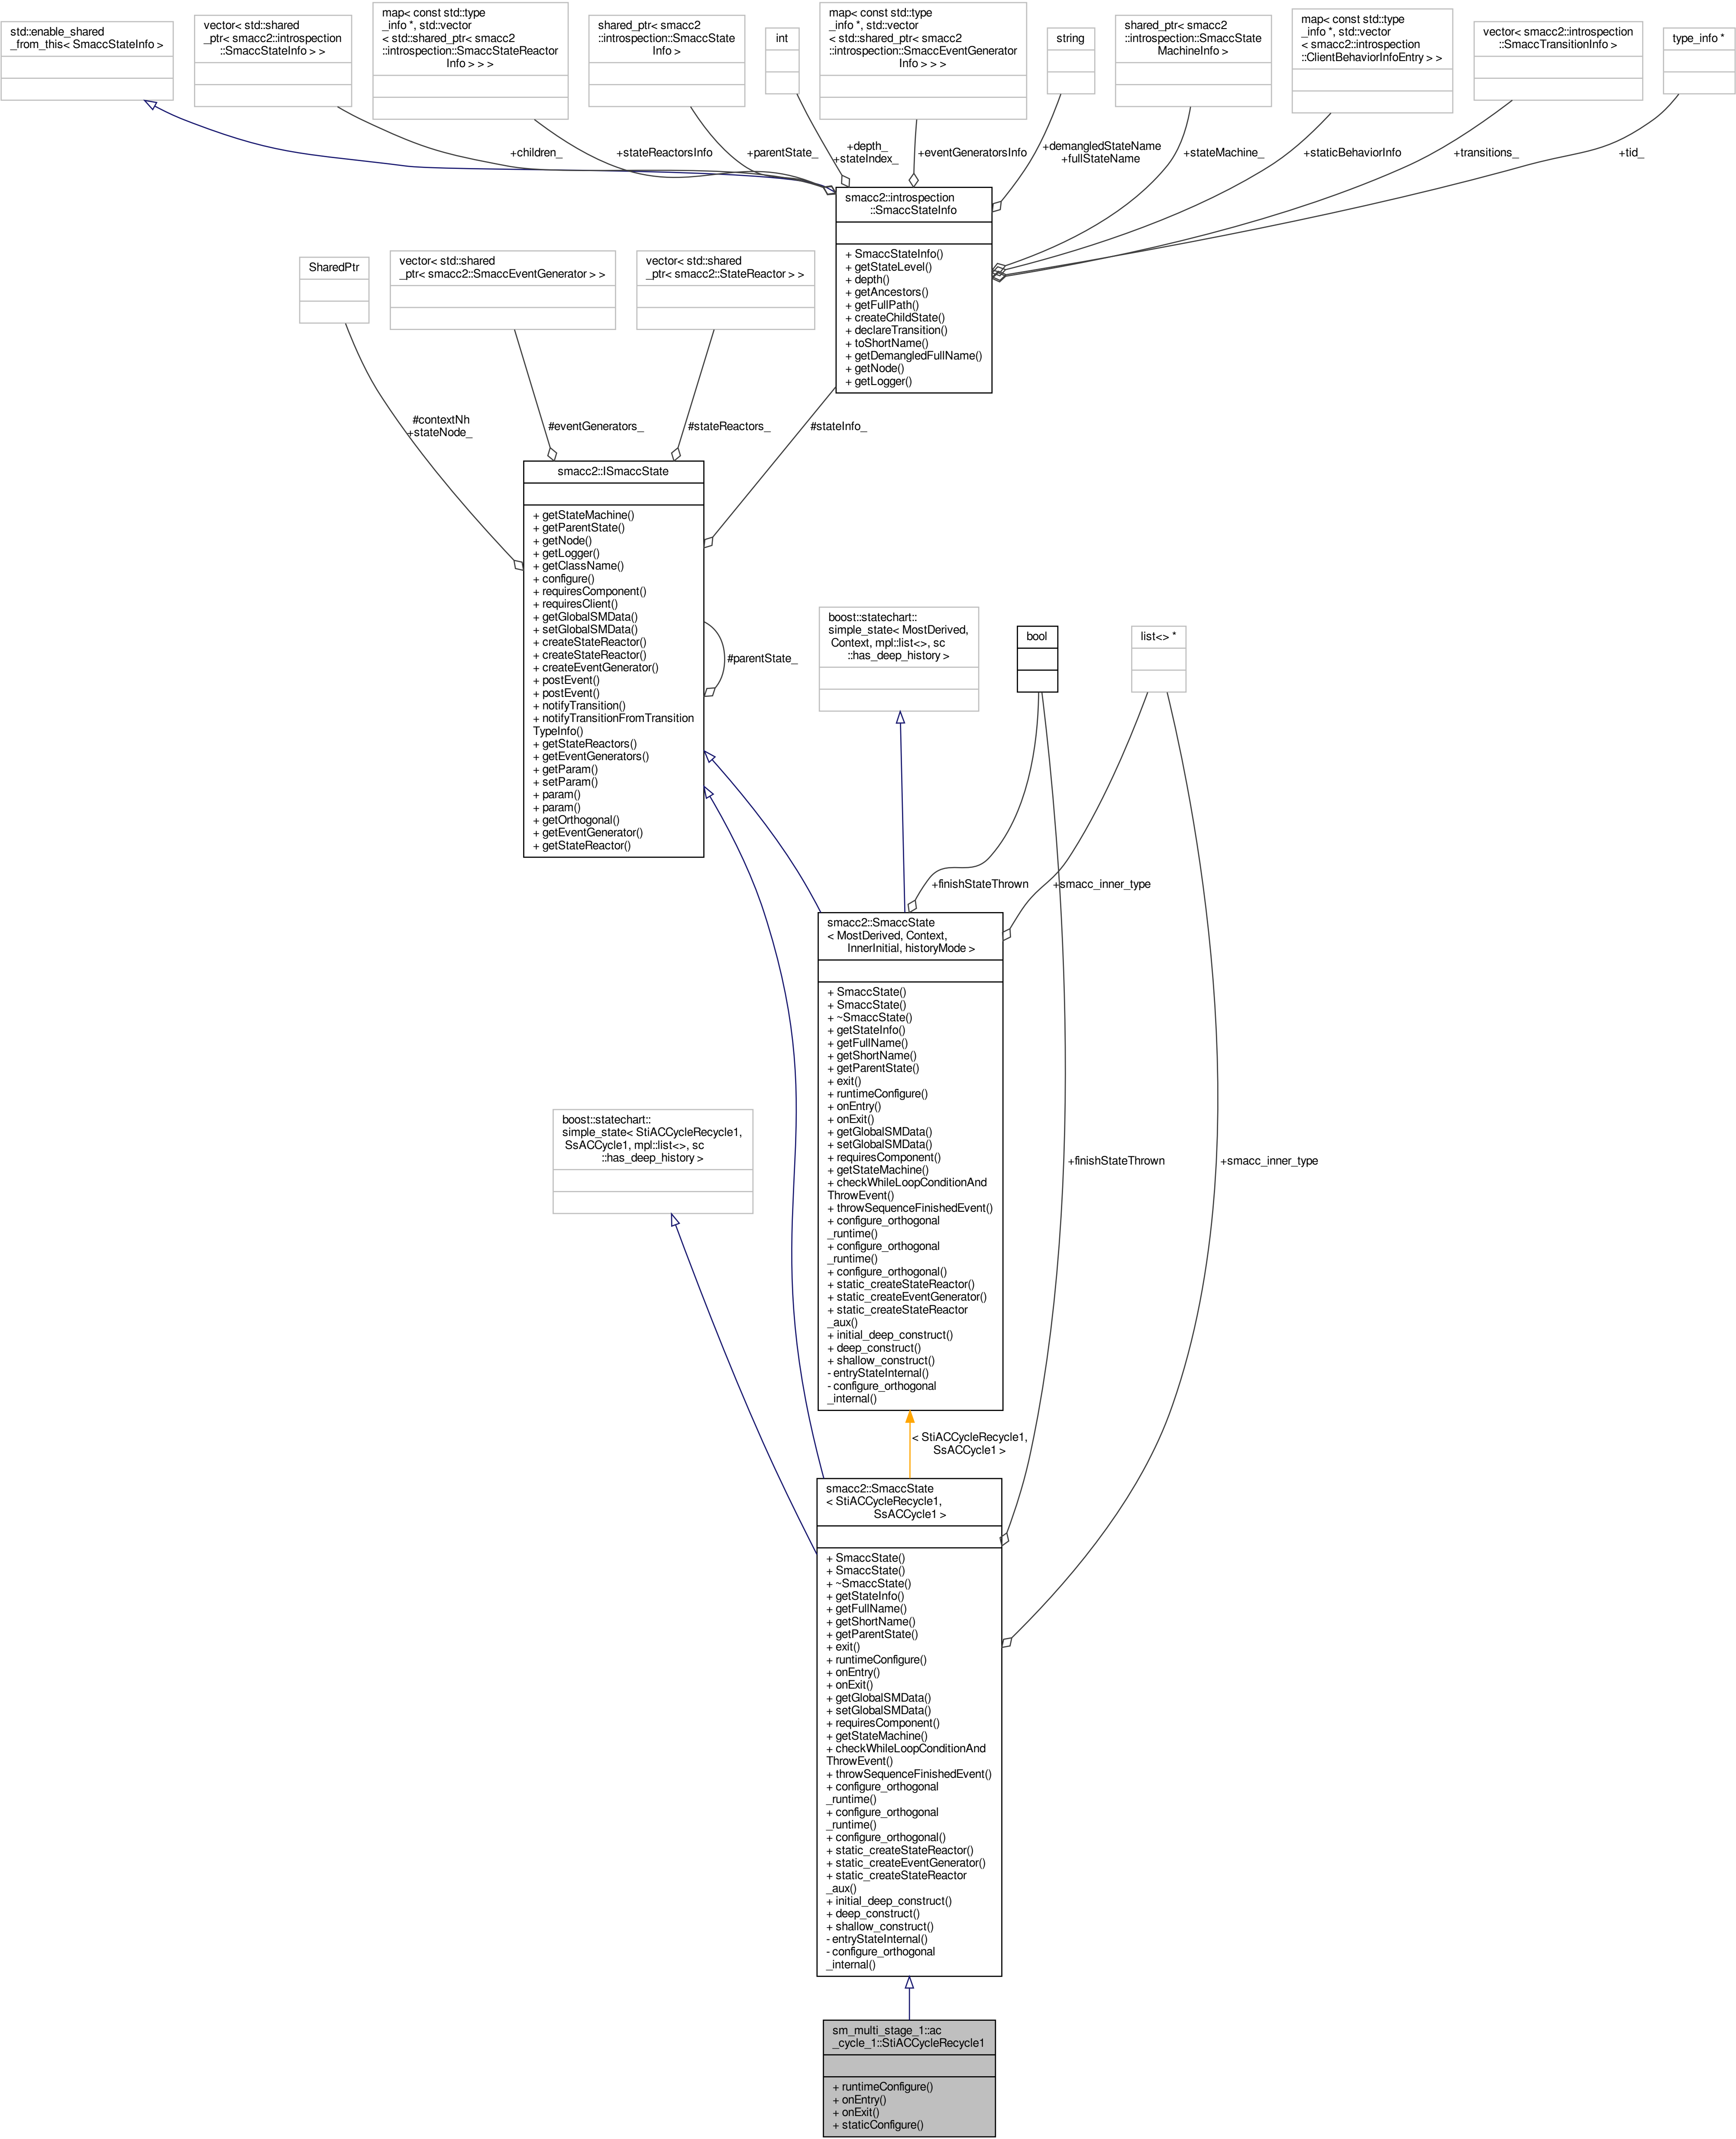 std::enable_shared
_from_this< SmaccStateInfo >
vector< std::shared
_ptr< smacc2::introspection
::SmaccStateInfo > >
map< const std::type
_info *, std::vector
< std::shared_ptr< smacc2
::introspection::SmaccStateReactor
Info > > >
shared_ptr< smacc2
::introspection::SmaccState
Info >
int
map< const std::type
_info *, std::vector
< std::shared_ptr< smacc2
::introspection::SmaccEventGenerator
Info > > >
string
shared_ptr< smacc2
::introspection::SmaccState
MachineInfo >
map< const std::type
_info *, std::vector
< smacc2::introspection
::ClientBehaviorInfoEntry > >
vector< smacc2::introspection
::SmaccTransitionInfo >
type_info *
+children_
+stateReactorsInfo
+parentState_
+depth_
+stateIndex_
+eventGeneratorsInfo
+demangledStateName
+fullStateName
+stateMachine_
+staticBehaviorInfo
+transitions_
+tid_
smacc2::introspection
::SmaccStateInfo
+ SmaccStateInfo()
+ getStateLevel()
+ depth()
+ getAncestors()
+ getFullPath()
+ createChildState()
+ declareTransition()
+ toShortName()
+ getDemangledFullName()
+ getNode()
+ getLogger()
SharedPtr
vector< std::shared
_ptr< smacc2::SmaccEventGenerator > >
vector< std::shared
_ptr< smacc2::StateReactor > >
#contextNh
+stateNode_
#eventGenerators_
#stateReactors_
#stateInfo_
smacc2::ISmaccState
+ getStateMachine()
+ getParentState()
+ getNode()
+ getLogger()
+ getClassName()
+ configure()
+ requiresComponent()
+ requiresClient()
+ getGlobalSMData()
+ setGlobalSMData()
+ createStateReactor()
+ createStateReactor()
+ createEventGenerator()
+ postEvent()
+ postEvent()
+ notifyTransition()
+ notifyTransitionFromTransition
TypeInfo()
+ getStateReactors()
+ getEventGenerators()
+ getParam()
+ setParam()
+ param()
+ param()
+ getOrthogonal()
+ getEventGenerator()
+ getStateReactor()
#parentState_
boost::statechart::
simple_state< MostDerived,
Context, mpl::list<>, sc
::has_deep_history >
bool
list<> *
+finishStateThrown
+smacc_inner_type
smacc2::SmaccState
< MostDerived, Context,
InnerInitial, historyMode >
+ SmaccState()
+ SmaccState()
+ ~SmaccState()
+ getStateInfo()
+ getFullName()
+ getShortName()
+ getParentState()
+ exit()
+ runtimeConfigure()
+ onEntry()
+ onExit()
+ getGlobalSMData()
+ setGlobalSMData()
+ requiresComponent()
+ getStateMachine()
+ checkWhileLoopConditionAnd
ThrowEvent()
+ throwSequenceFinishedEvent()
+ configure_orthogonal
_runtime()
+ configure_orthogonal
_runtime()
+ configure_orthogonal()
+ static_createStateReactor()
+ static_createEventGenerator()
+ static_createStateReactor
_aux()
+ initial_deep_construct()
+ deep_construct()
+ shallow_construct()
- entryStateInternal()
- configure_orthogonal
_internal()
boost::statechart::
simple_state< StiACCycleRecycle1,
SsACCycle1, mpl::list<>, sc
::has_deep_history >
+finishStateThrown
+smacc_inner_type
< StiACCycleRecycle1,
SsACCycle1 >
smacc2::SmaccState
< StiACCycleRecycle1,
SsACCycle1 >
+ SmaccState()
+ SmaccState()
+ ~SmaccState()
+ getStateInfo()
+ getFullName()
+ getShortName()
+ getParentState()
+ exit()
+ runtimeConfigure()
+ onEntry()
+ onExit()
+ getGlobalSMData()
+ setGlobalSMData()
+ requiresComponent()
+ getStateMachine()
+ checkWhileLoopConditionAnd
ThrowEvent()
+ throwSequenceFinishedEvent()
+ configure_orthogonal
_runtime()
+ configure_orthogonal
_runtime()
+ configure_orthogonal()
+ static_createStateReactor()
+ static_createEventGenerator()
+ static_createStateReactor
_aux()
+ initial_deep_construct()
+ deep_construct()
+ shallow_construct()
- entryStateInternal()
- configure_orthogonal
_internal()
sm_multi_stage_1::ac
_cycle_1::StiACCycleRecycle1
+ runtimeConfigure()
+ onEntry()
+ onExit()
+ staticConfigure()